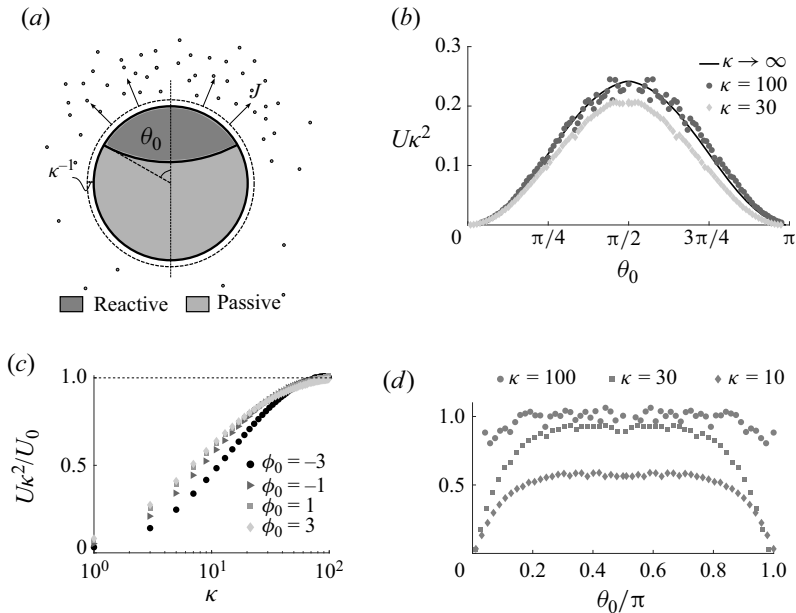 (a)
J
θ₀
κ⁻¹
Reactive
Passive
(b)
0.3
0.2
0.1
0
Uκ²
π/4
π/2
3π/4
π
θ₀
κ → ∞
κ = 100
κ = 30
(c)
1.0
0.5
0
Uκ²/U₀
10⁰
10¹
10²
κ
ϕ₀ = –3
ϕ₀ = –1
ϕ₀ = 1
ϕ₀ = 3
(d)
κ = 100
κ = 30
κ = 10
1.0
0.5
0
0.2
0.4
0.6
0.8
1.0
θ₀/π